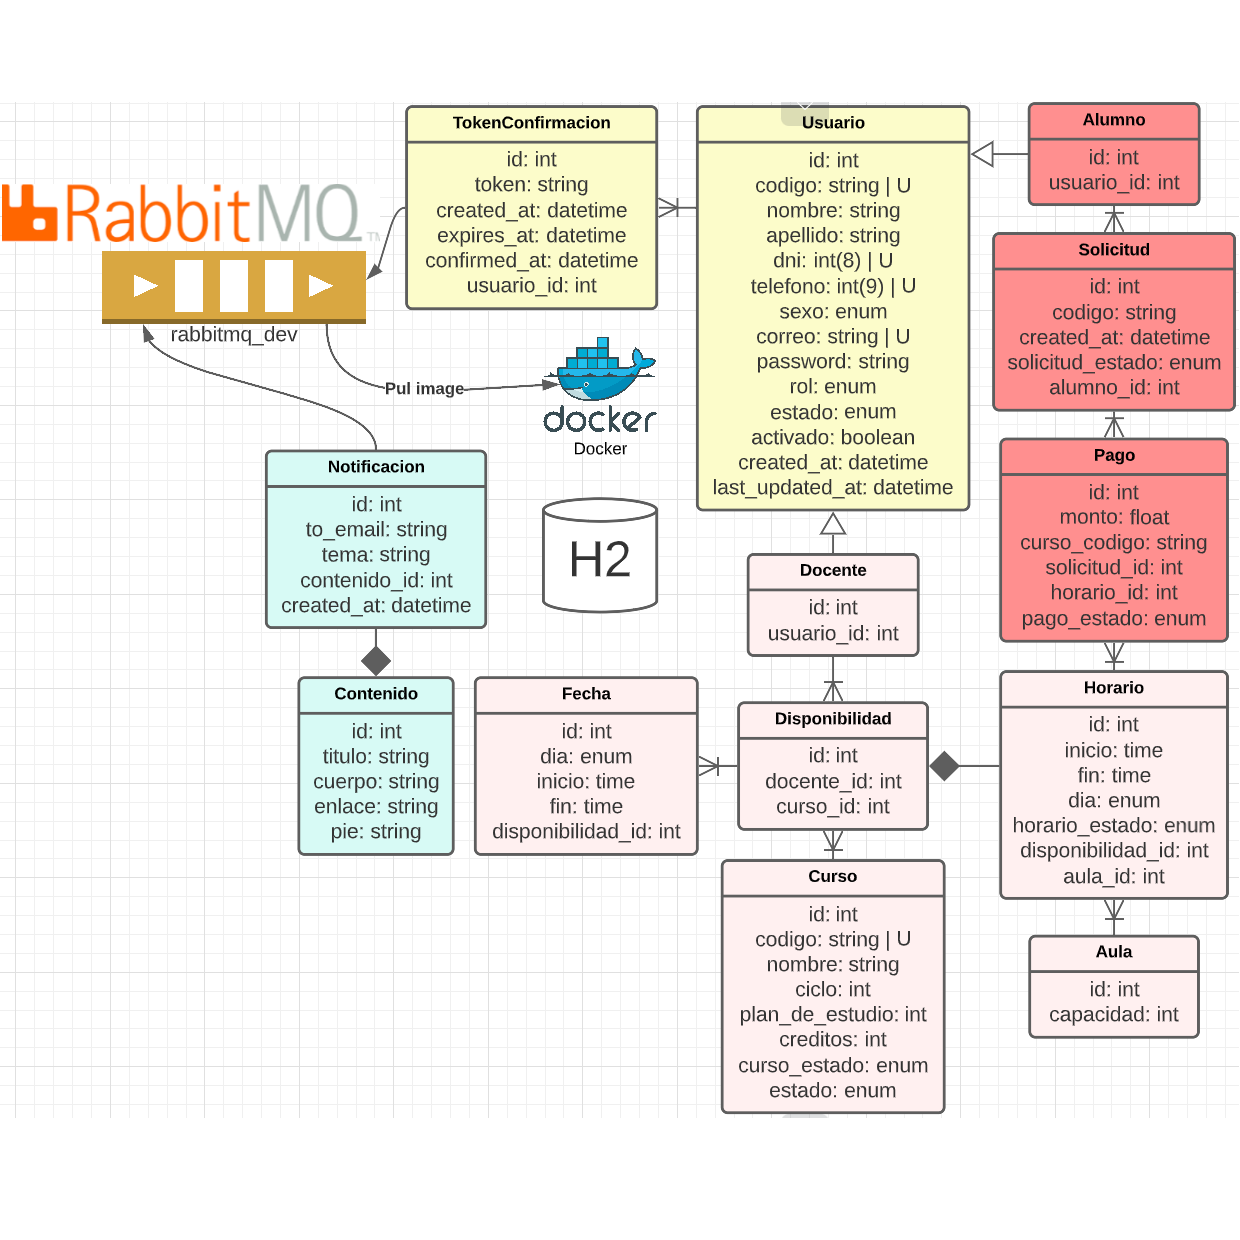 RabbitMQ
TM
rabbitmq_dev
TokenConfirmacion
id: int
token: string
created_at: datetime
expires_at: datetime
confirmed_at: datetime
usuario_id: int
Usuario
id: int
codigo: string | U
nombre: string
apellido: string
dni: int(8) | U
telefono: int(9) | U
sexo: enum
correo: string | U
password: string
rol: enum
estado: enum
activado: boolean
created_at: datetime
last_updated_at: datetime
Alumno
id: int
usuario_id: int
Solicitud
id: int
codigo: string
created_at: datetime
solicitud_estado: enum
alumno_id: int
Pul image
docker
Docker
Pago
id: int
monto: float
curso_codigo: string
solicitud_id: int
horario_id: int
pago_estado: enum
Notificacion
id: int
to_email: string
tema: string
contenido_id: int
created_at: datetime
H2
Docente
id: int
usuario_id: int
Contenido
id: int
titulo: string
cuerpo: string
enlace: string
pie: string
Fecha
id: int
dia: enum
inicio: time
fin: time
disponibilidad_id: int
Disponibilidad
id: int
docente_id: int
curso_id: int
Horario
id: int
inicio: time
fin: time
dia: enum
horario_estado: enum
disponibilidad_id: int
aula_id: int
Curso
id: int
codigo: string | U
nombre: string
ciclo: int
plan_de_estudio: int
creditos: int
curso_estado: enum
estado: enum
Aula
id: int
capacidad: int